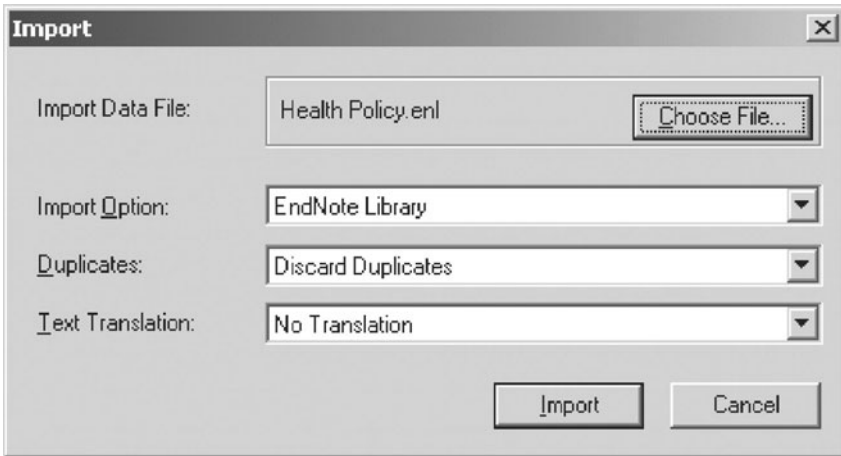 Import
Import Data File: Health Policy.enl Choose File...
Import Option: EndNote Library
Duplicates: Discard Duplicates
Text Translation: No Translation
Import Cancel